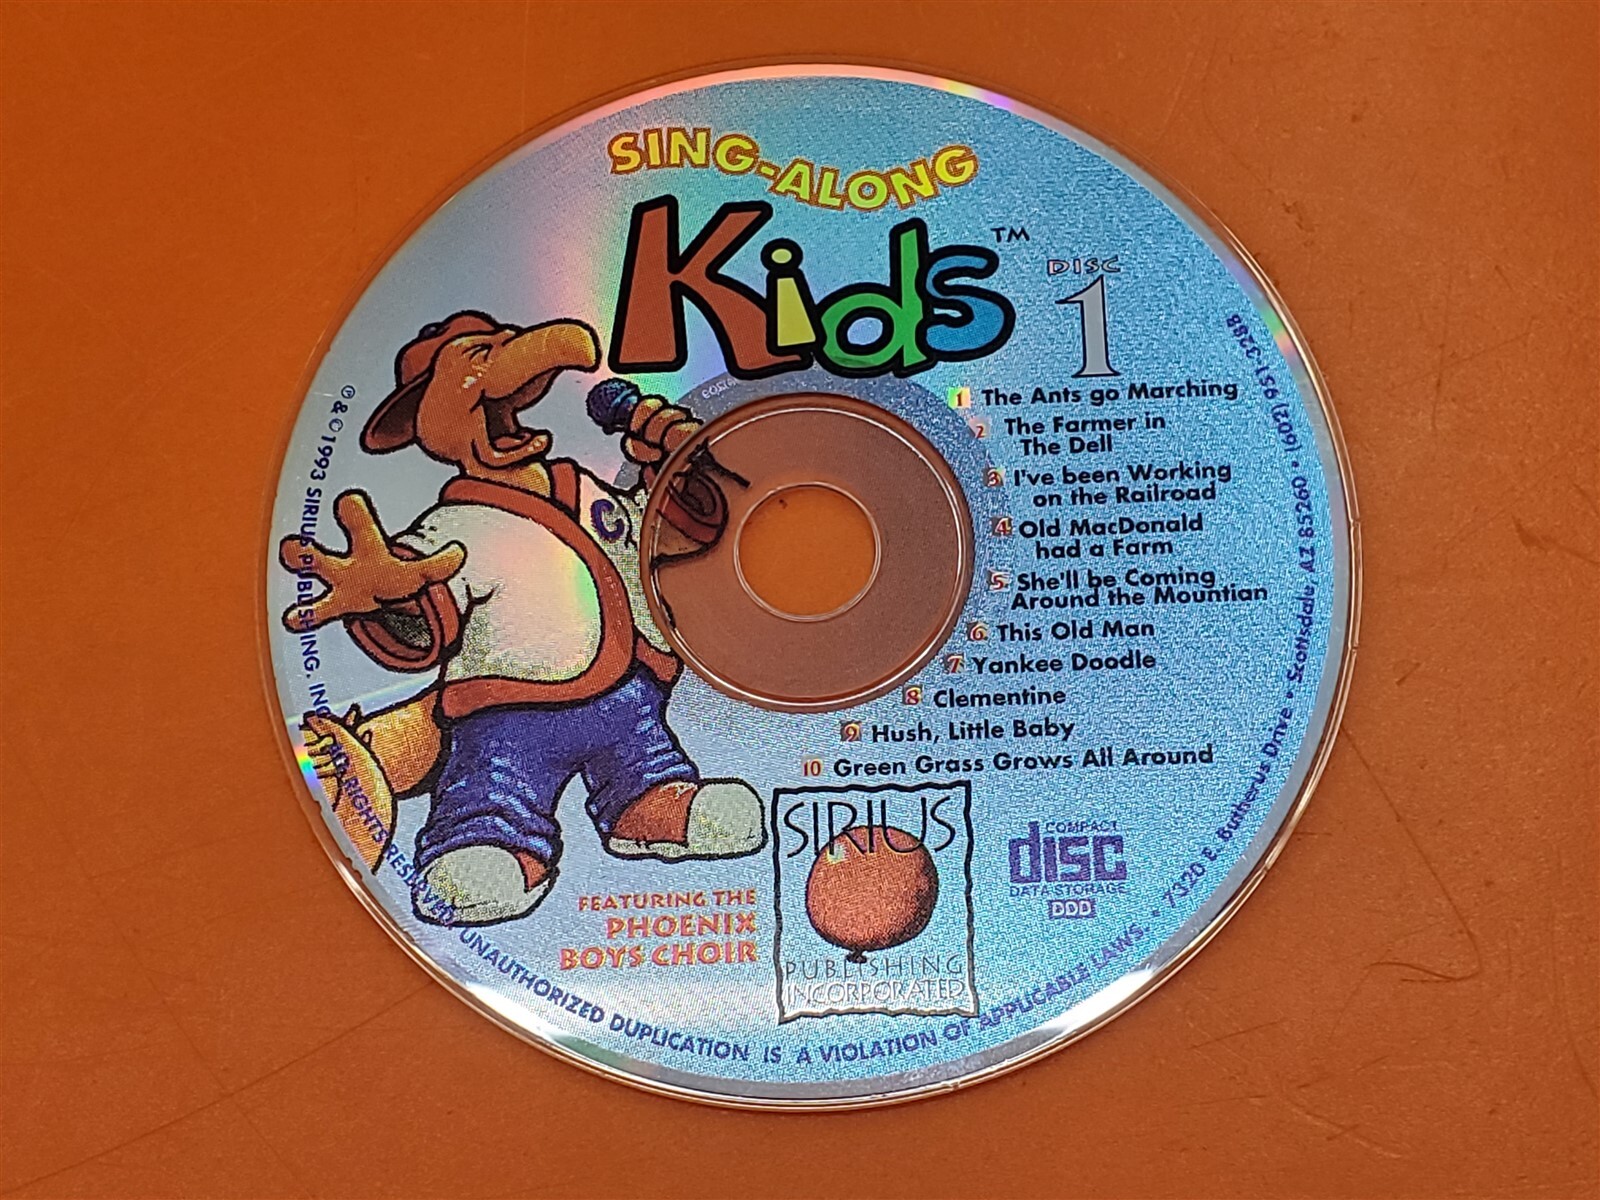 SING-ALONG
Kids™
DISC
1
1 The Ants go Marching
2 The Farmer in
The Dell
3 I've been Working
on the Railroad
4 Old MacDonald
had a Farm
5 She'll be Coming
Around the Mountian
6 This Old Man
7 Yankee Doodle
8 Clementine
9 Hush, Little Baby
10 Green Grass Grows All Around
C
FEATURING THE
PHOENIX
BOYS CHOIR
SIRIUS
PUBLISHING
INCORPORATED
COMPACT
disc
DATA STORAGE
DDD
℗ & © 1993 SIRIUS PUBLISHING, INC. ALL RIGHTS RESERVED. UNAUTHORIZED DUPLICATION IS A VIOLATION OF APPLICABLE LAWS. • 7320 E. Butherus Drive • Scottsdale, AZ 85260 • (602) 951-3288